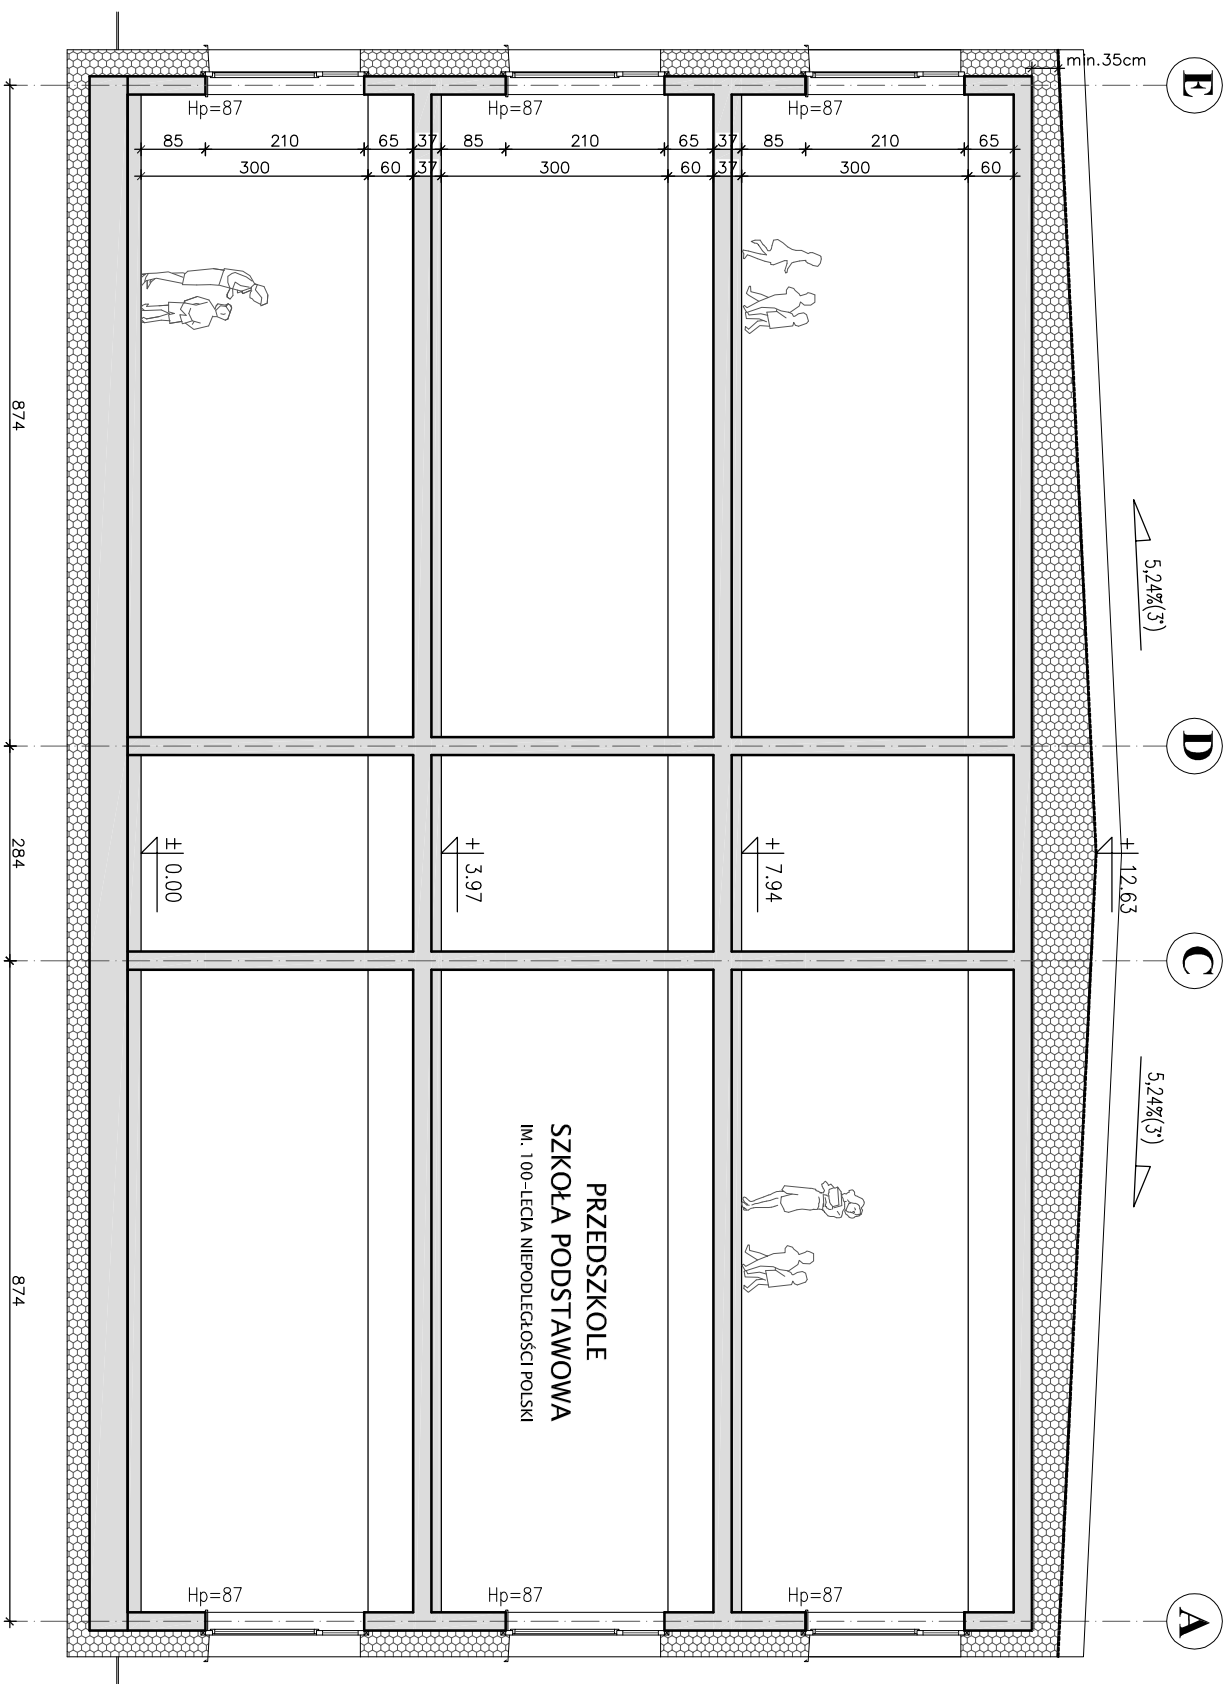 E
D
C
A
min.35cm
5,24%(3°)
5,24%(3°)
± 12.63
Hp=87
Hp=87
Hp=87
85 210 65 37 85 210 65 37 85 210 65
300 60 37 300 60 37 300 60
± 0.00
± 3.97
± 7.94
PRZEDSZKOLE
SZKOŁA PODSTAWOWA
IM. 100-LECIA NIEPODLEGŁOŚCI POLSKI
Hp=87
Hp=87
Hp=87
874
284
874